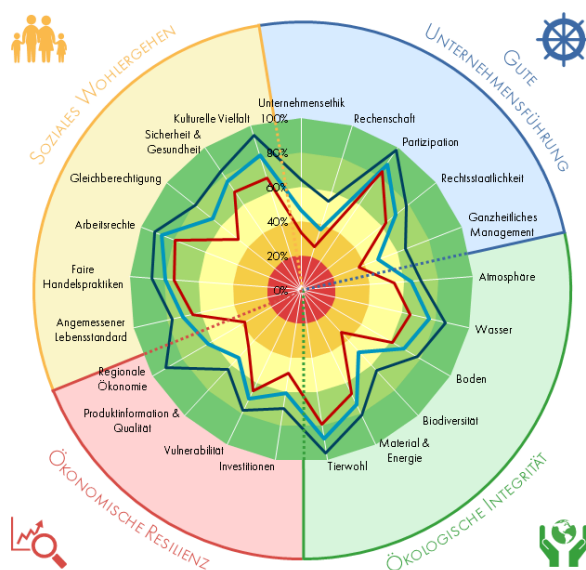 SOZIALES WOHLERGEHEN
GUTE
UNTERNEHMENSFÜHRUNG
Unternehmensethik
Rechenschaft
Partizipation
Rechtsstaatlichkeit
Ganzheitliches
Management
Atmosphäre
Wasser
Boden
Biodiversität
Material &
Energie
Tierwohl
Investitionen
Vulnerabilität
Produktinformation &
Qualität
Regionale
Ökonomie
Angemessener
Lebensstandard
Faire
Handelspraktiken
Arbeitsrechte
Gleichberechtigung
Sicherheit &
Gesundheit
Kulturelle Vielfalt
100%
80%
60%
40%
20%
0%
ÖKONOMISCHE RESILIENZ
ÖKOLOGISCHE INTEGRITÄT